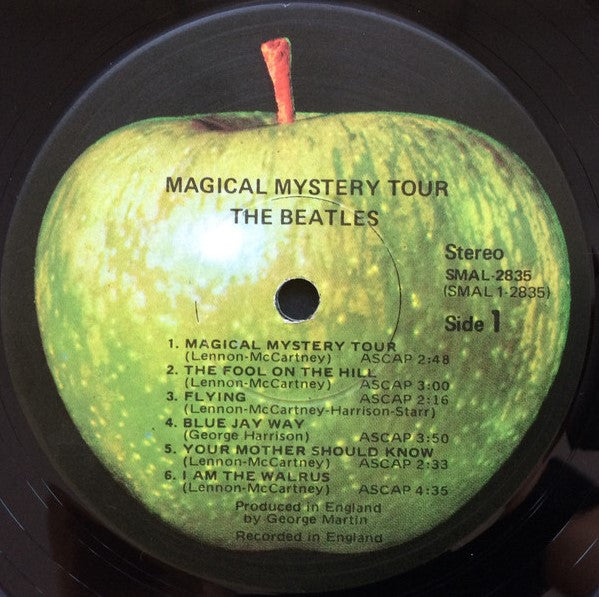 MAGICAL MYSTERY TOUR
THE BEATLES
Stereo
SMAL-2835
(SMAL 1-2835)
Side 1
1. MAGICAL MYSTERY TOUR
(Lennon-McCartney) ASCAP 2:48
2. THE FOOL ON THE HILL
(Lennon-McCartney) ASCAP 3:00
3. FLYING ASCAP 2:16
(Lennon-McCartney-Harrison-Starr)
4. BLUE JAY WAY
(George Harrison) ASCAP 3:50
5. YOUR MOTHER SHOULD KNOW
(Lennon-McCartney) ASCAP 2:33
6. I AM THE WALRUS
(Lennon-McCartney) ASCAP 4:35
Produced in England
by George Martin
Recorded in England